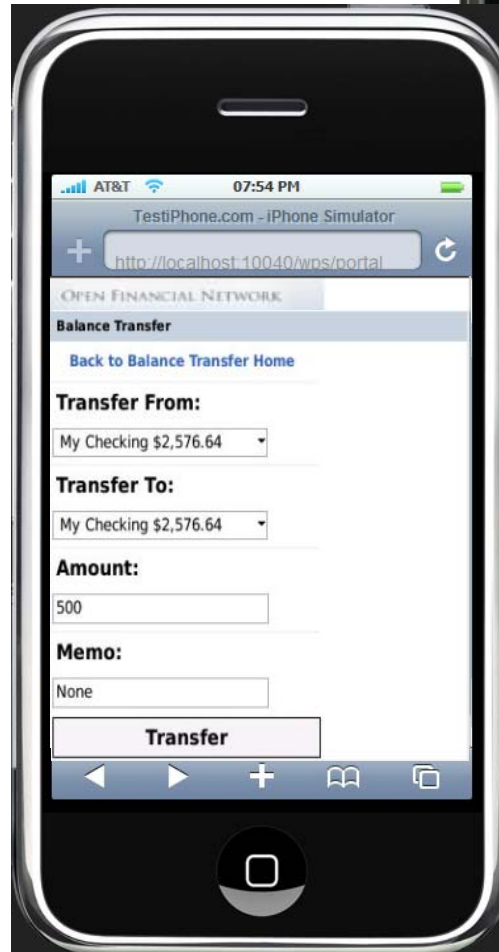 AT&T 07:54 PM
TestiPhone.com - iPhone Simulator
http://localhost:10040/wps/portal
OPEN FINANCIAL NETWORK
Balance Transfer
Back to Balance Transfer Home
Transfer From:
My Checking $2,576.64
Transfer To:
My Checking $2,576.64
Amount:
500
Memo:
None
Transfer